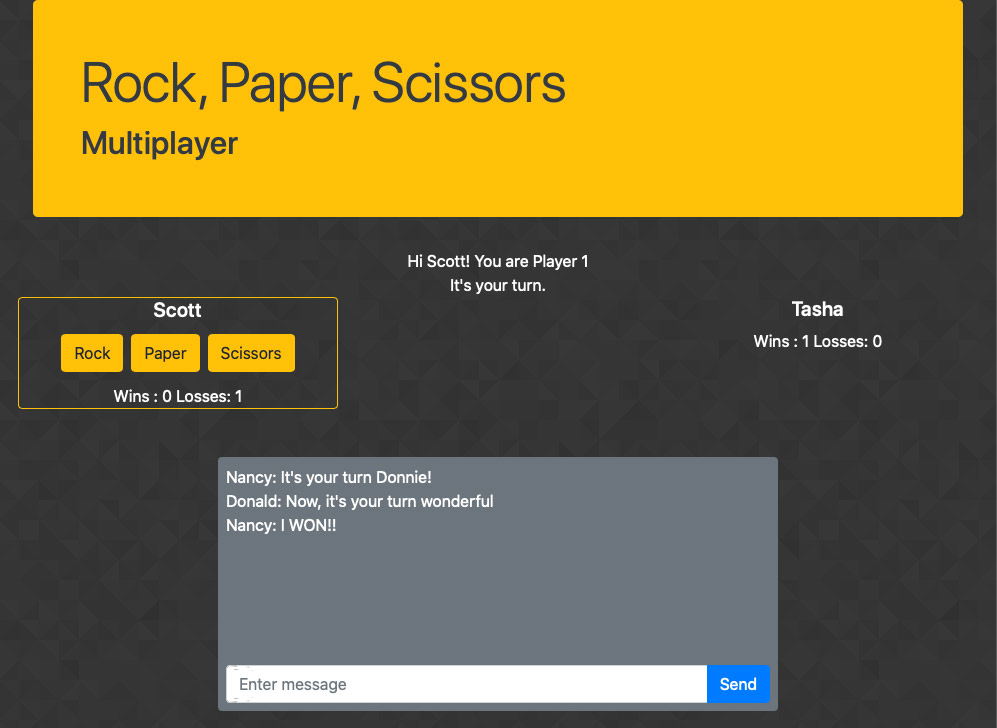 Rock, Paper, Scissors
Multiplayer
Hi Scott! You are Player 1
It's your turn.
Scott
Rock Paper Scissors
Wins : 0 Losses: 1
Tasha
Wins : 1 Losses: 0
Nancy: It's your turn Donnie!
Donald: Now, it's your turn wonderful
Nancy: I WON!!
Enter message Send